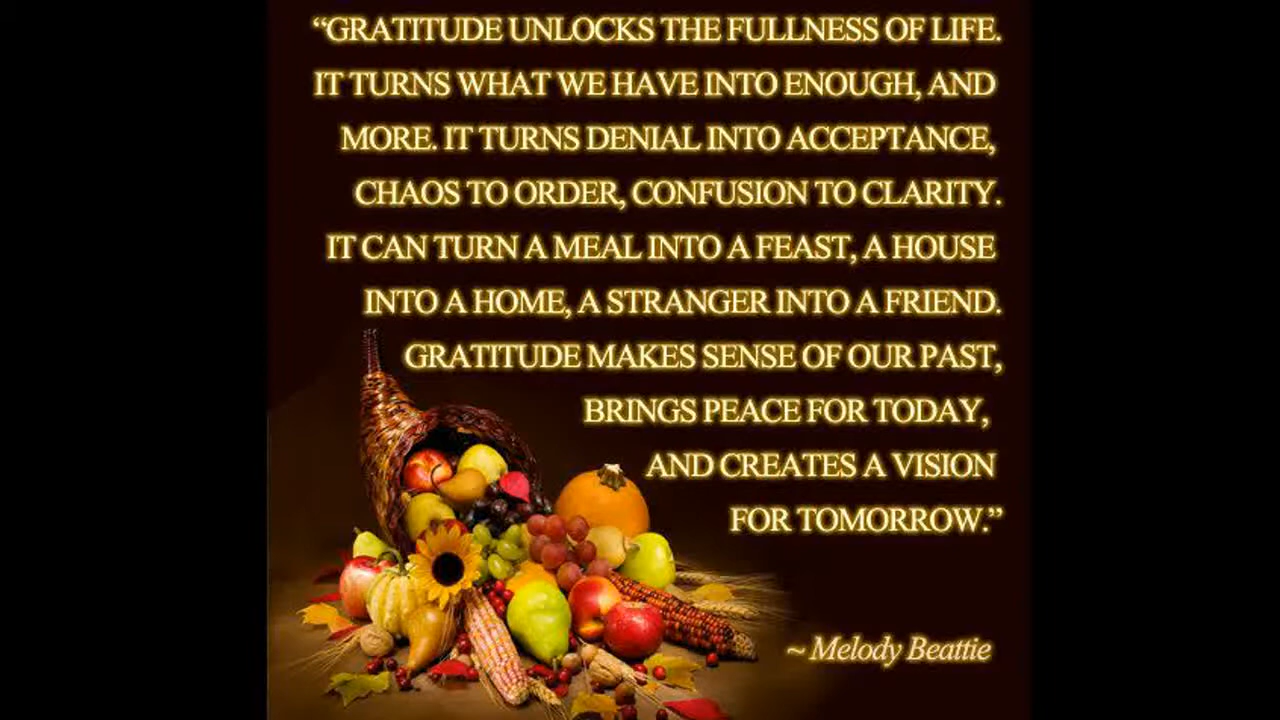 “GRATITUDE UNLOCKS THE FULLNESS OF LIFE.
IT TURNS WHAT WE HAVE INTO ENOUGH, AND
MORE. IT TURNS DENIAL INTO ACCEPTANCE,
CHAOS TO ORDER, CONFUSION TO CLARITY.
IT CAN TURN A MEAL INTO A FEAST, A HOUSE
INTO A HOME, A STRANGER INTO A FRIEND.
GRATITUDE MAKES SENSE OF OUR PAST,
BRINGS PEACE FOR TODAY,
AND CREATES A VISION
FOR TOMORROW.”
~ Melody Beattie